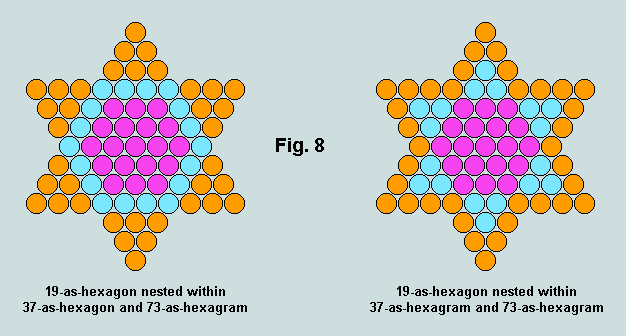 Fig. 8
19-as-hexagon nested within
37-as-hexagon and 73-as-hexagram
19-as-hexagon nested within
37-as-hexagram and 73-as-hexagram